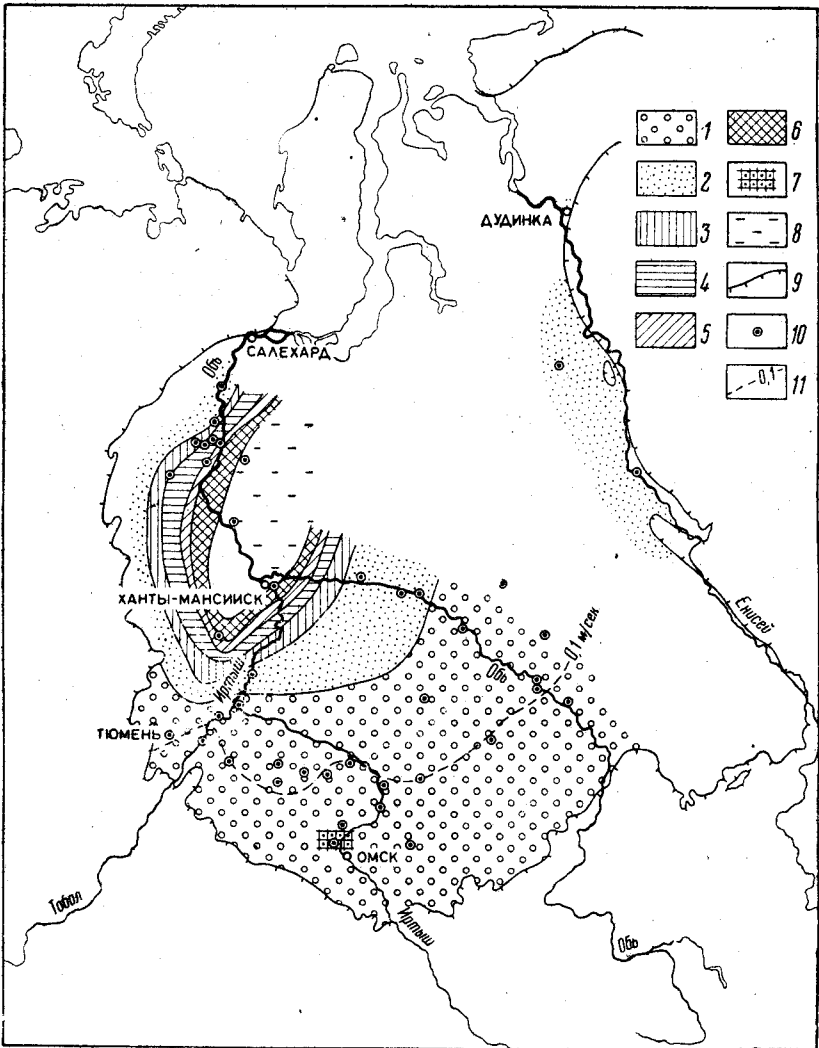 1
6
2
7
3
8
4
9
5
10
0,1
11
ДУДИНКА
САЛЕХАРД
Обь
ХАНТЫ-МАНСИИСК
Енисей
0,1 м/сек
Обь
Иртыш
ТЮМЕНЬ
ОМСК
Тобол
Иртыш
Обь